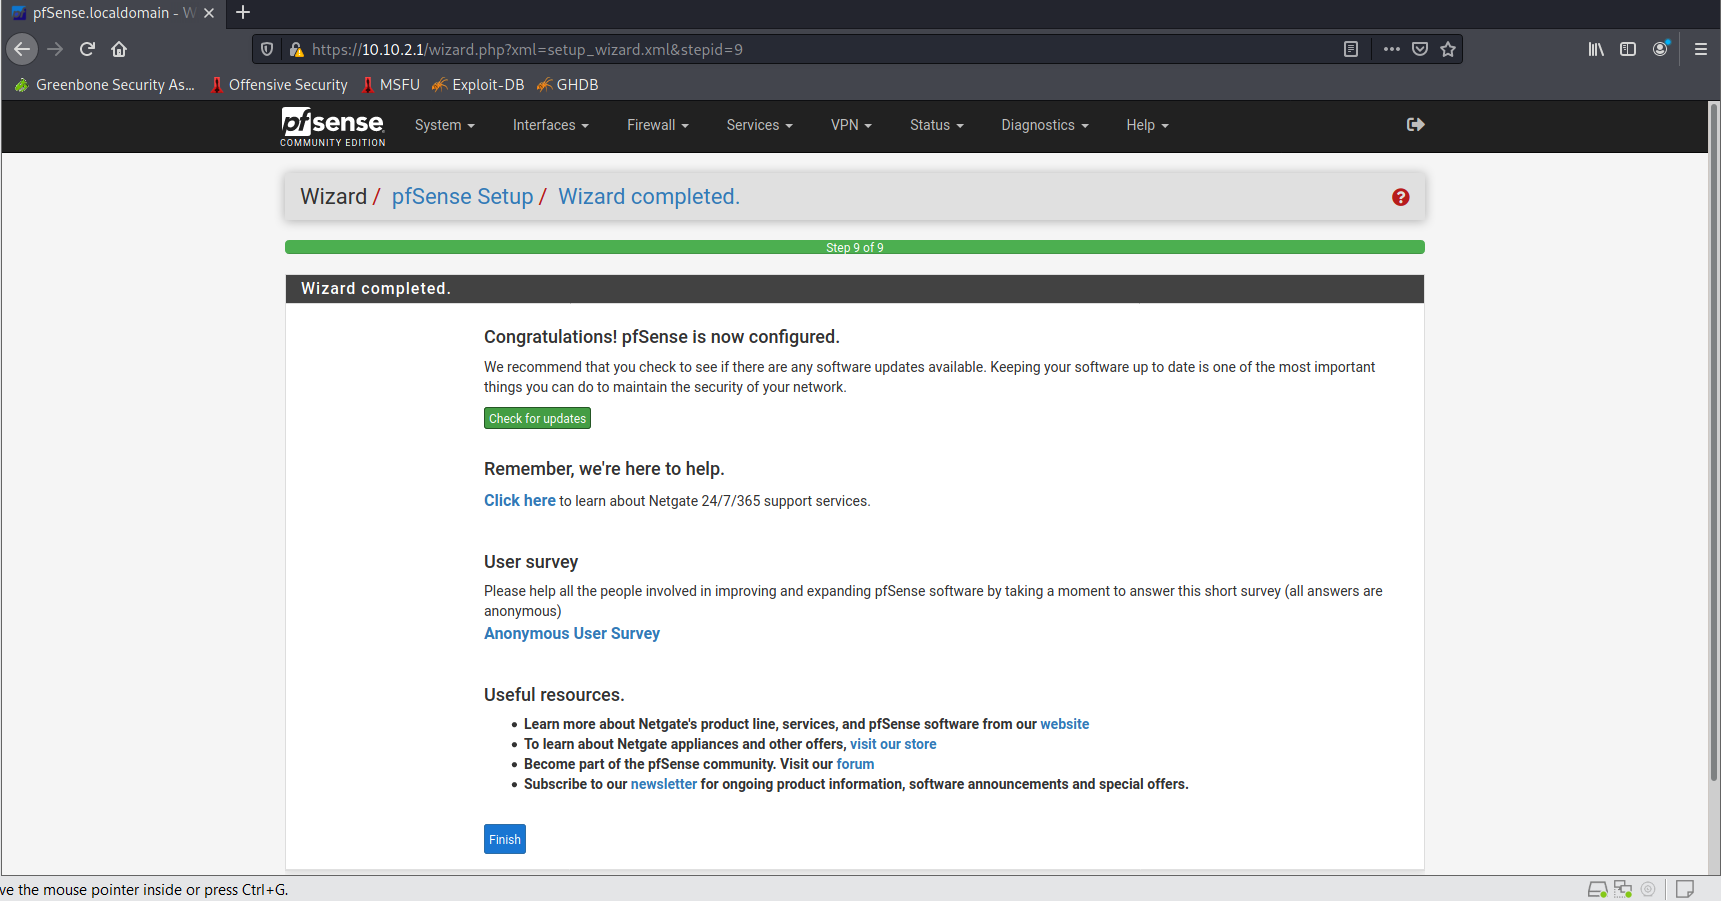 pfSense.localdomain - W
https://10.10.2.1/wizard.php?xml=setup_wizard.xml&stepid=9
Greenbone Security As... Offensive Security MSFU Exploit-DB GHDB
pfsense
COMMUNITY EDITION
System Interfaces Firewall Services VPN Status Diagnostics Help
Wizard / pfSense Setup / Wizard completed.
Step 9 of 9
Wizard completed.
Congratulations! pfSense is now configured.
We recommend that you check to see if there are any software updates available. Keeping your software up to date is one of the most important
things you can do to maintain the security of your network.
Check for updates
Remember, we're here to help.
Click here to learn about Netgate 24/7/365 support services.
User survey
Please help all the people involved in improving and expanding pfSense software by taking a moment to answer this short survey (all answers are
anonymous)
Anonymous User Survey
Useful resources.
• Learn more about Netgate's product line, services, and pfSense software from our website
• To learn about Netgate appliances and other offers, visit our store
• Become part of the pfSense community. Visit our forum
• Subscribe to our newsletter for ongoing product information, software announcements and special offers.
Finish
ve the mouse pointer inside or press Ctrl+G.